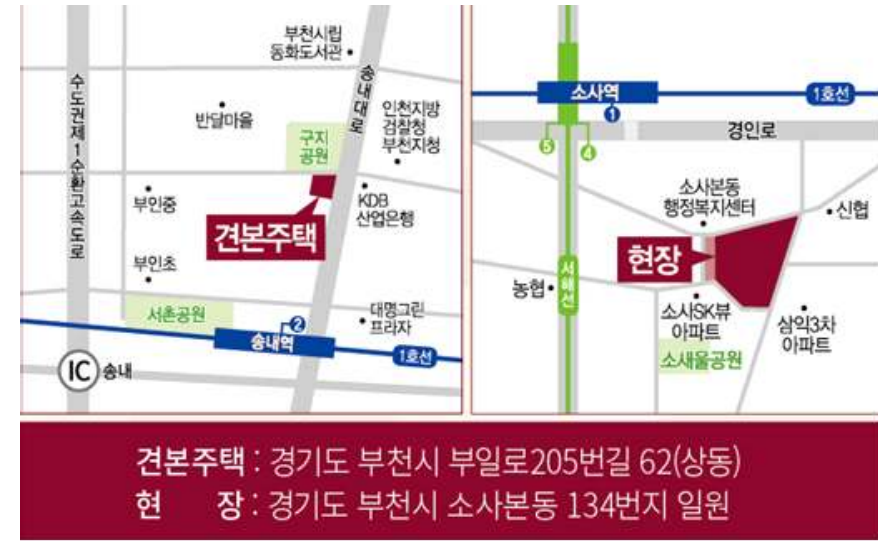 부천시립
동화도서관
송내대로
수도권제1순환고속도로
반달마을
구지
공원
인천지방
검찰청
부천지청
부인중
KDB
산업은행
견본주택
부인초
서촌공원
대명그린
프라자
2
송내역
1호선
IC 송내
소사역
1호선
1
경인로
5
4
소사본동
행정복지센터
신협
현장
서해선
농협
소사SK뷰
아파트
삼익3차
아파트
소새울공원
견본주택 : 경기도 부천시 부일로205번길 62(상동)
현 장 : 경기도 부천시 소사본동 134번지 일원